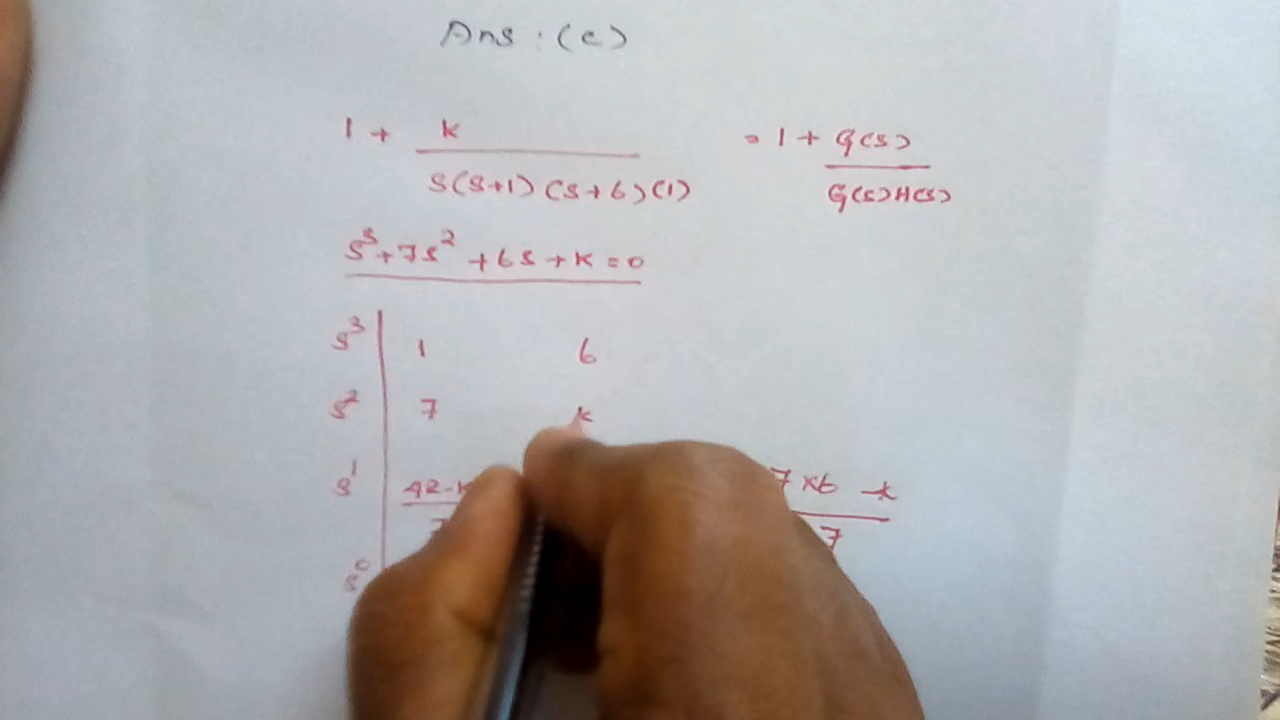 Ans : (c)
1 + k / s(s+1)(s+6)(1) = 1 + G(s) / G(s)H(s)
s³+7s²+6s+k=0
s³ 1 6
s² 7 k
s¹ 42-k / 7 7×6-k / 7
s⁰